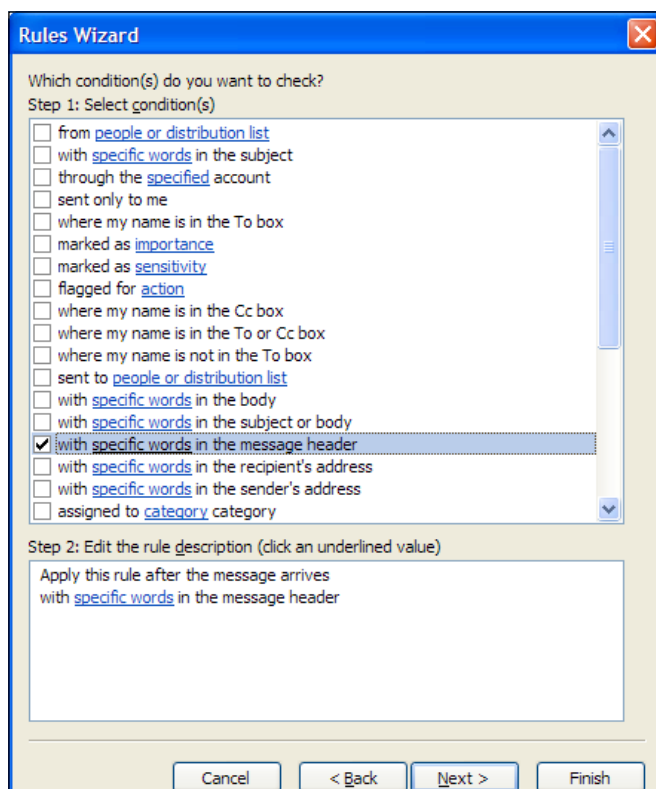 Rules Wizard
Which condition(s) do you want to check?
Step 1: Select condition(s)
from people or distribution list
with specific words in the subject
through the specified account
sent only to me
where my name is in the To box
marked as importance
marked as sensitivity
flagged for action
where my name is in the Cc box
where my name is in the To or Cc box
where my name is not in the To box
sent to people or distribution list
with specific words in the body
with specific words in the subject or body
with specific words in the message header
with specific words in the recipient's address
with specific words in the sender's address
assigned to category category
Step 2: Edit the rule description (click an underlined value)
Apply this rule after the message arrives
with specific words in the message header
Cancel < Back Next > Finish